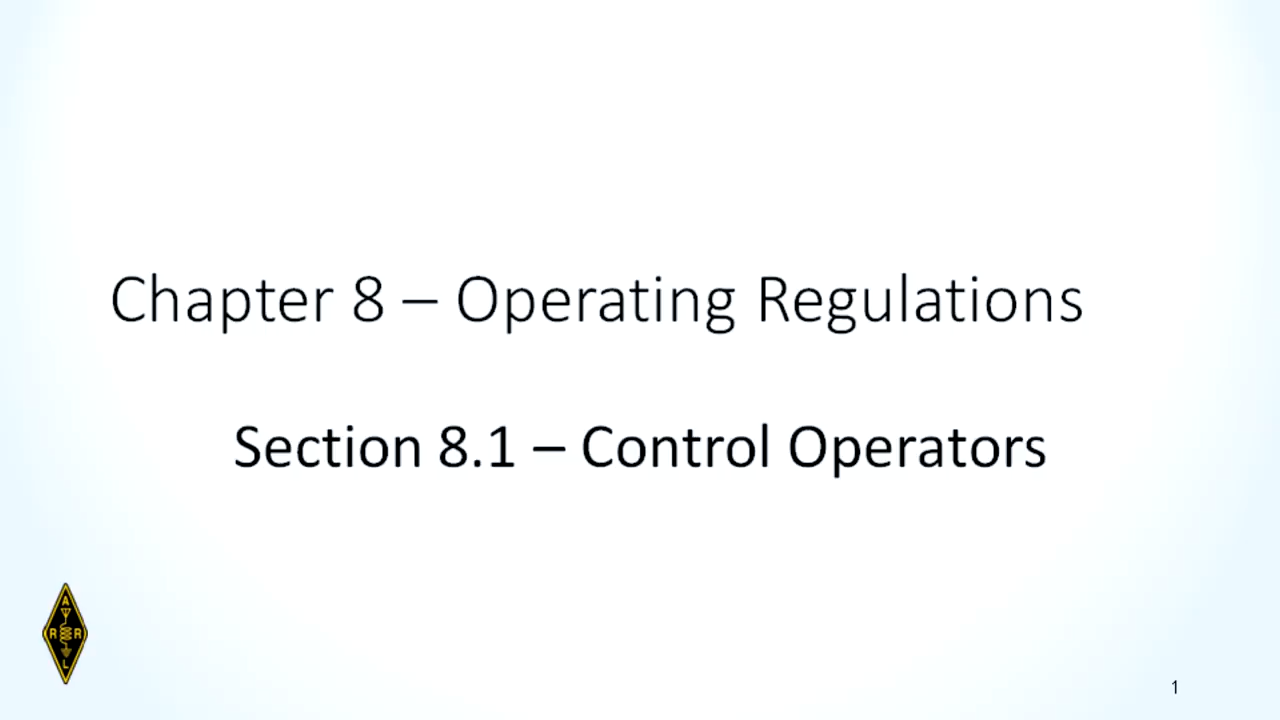 Chapter 8 – Operating Regulations
Section 8.1 – Control Operators
A
R R
L
1